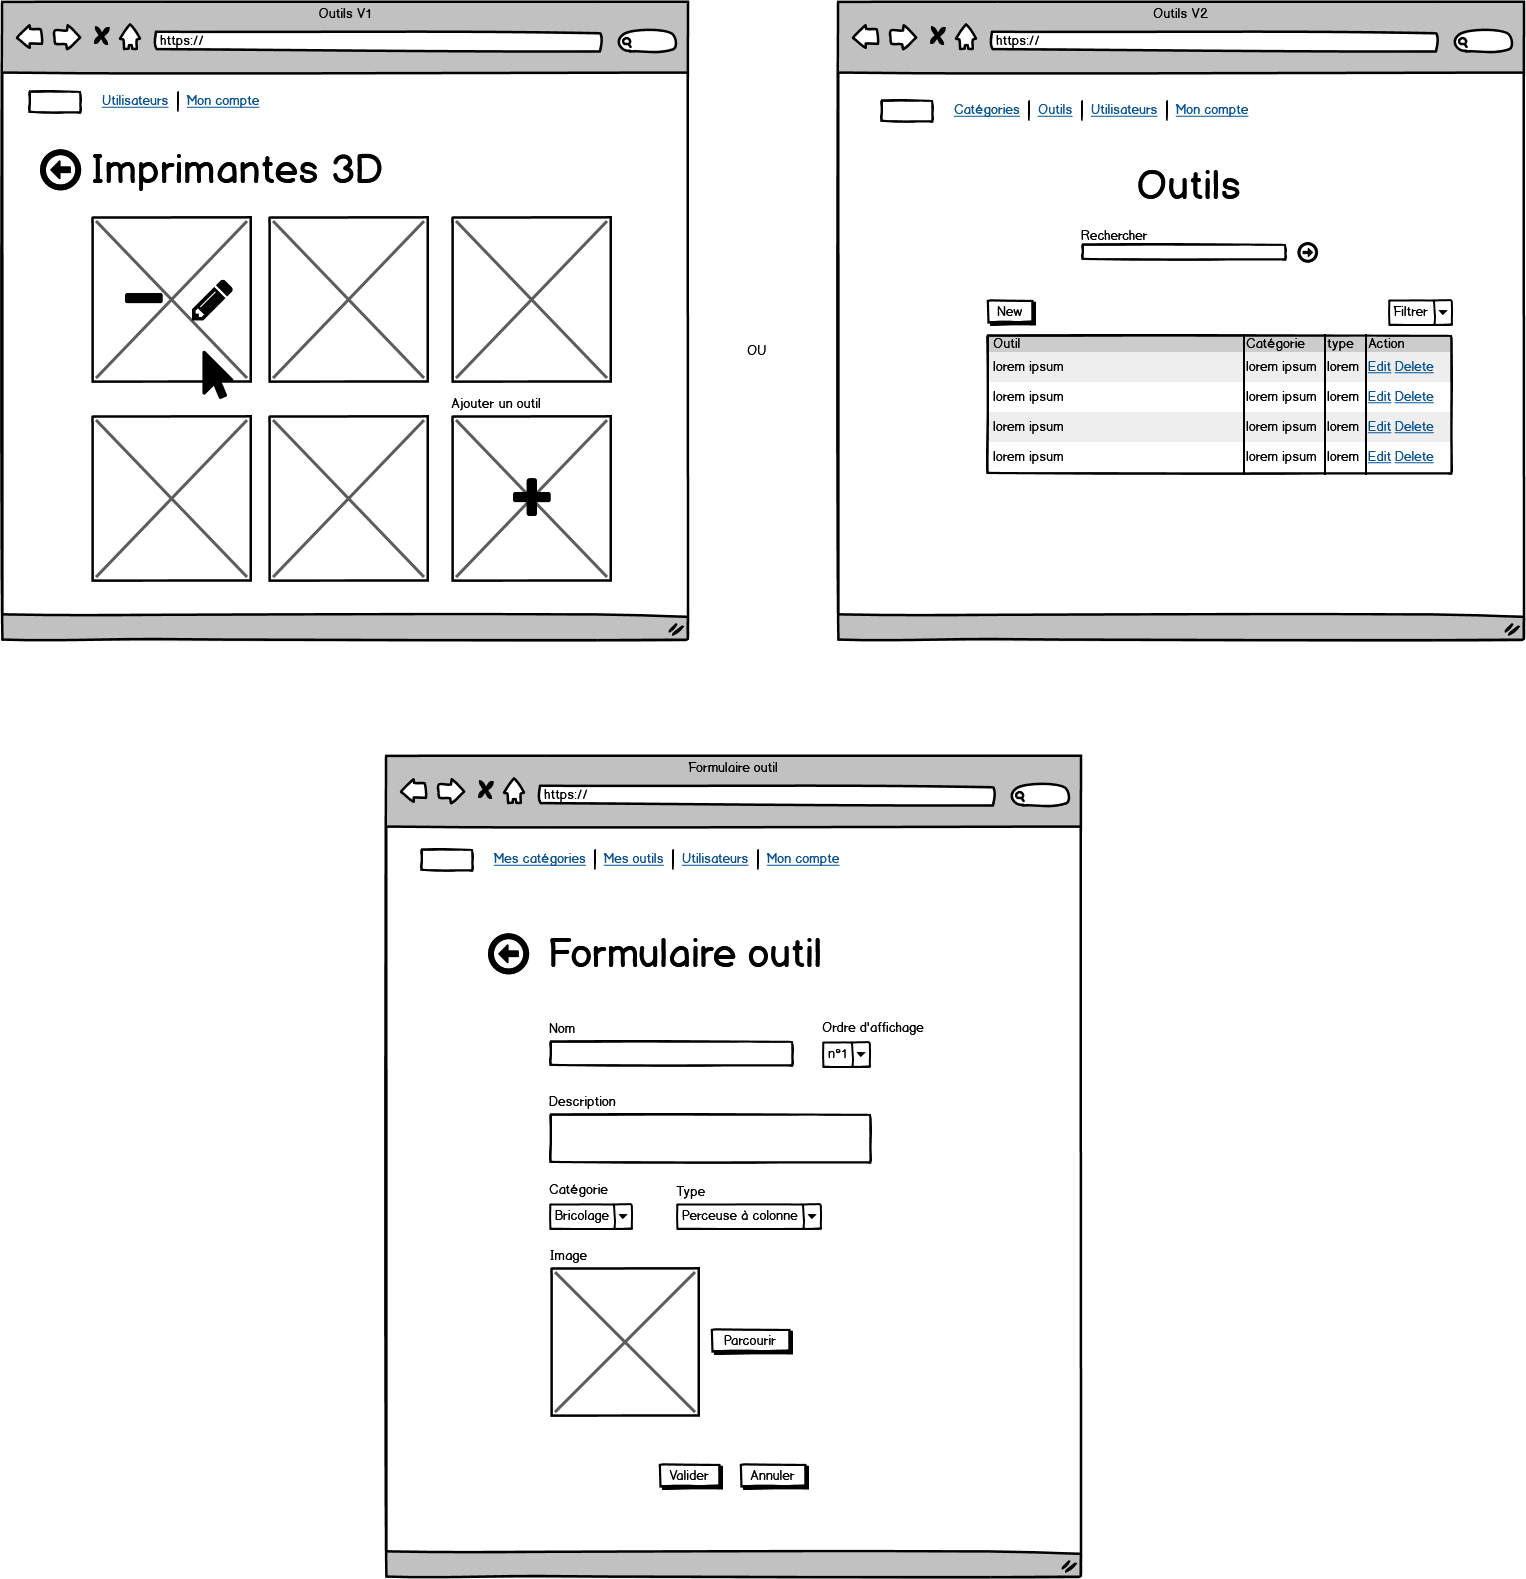 Outils V1
https://
Utilisateurs | Mon compte
Imprimantes 3D
Ajouter un outil
OU
Outils V2
https://
Catégories | Outils | Utilisateurs | Mon compte
Outils
Rechercher
New
Filtrer
Outil Catégorie type Action
lorem ipsum lorem ipsum lorem Edit Delete
lorem ipsum lorem ipsum lorem Edit Delete
lorem ipsum lorem ipsum lorem Edit Delete
lorem ipsum lorem ipsum lorem Edit Delete
Formulaire outil
https://
Mes catégories | Mes outils | Utilisateurs | Mon compte
Formulaire outil
Nom Ordre d'affichage
n°1
Description
Catégorie Type
Bricolage Perceuse à colonne
Image
Parcourir
Valider Annuler